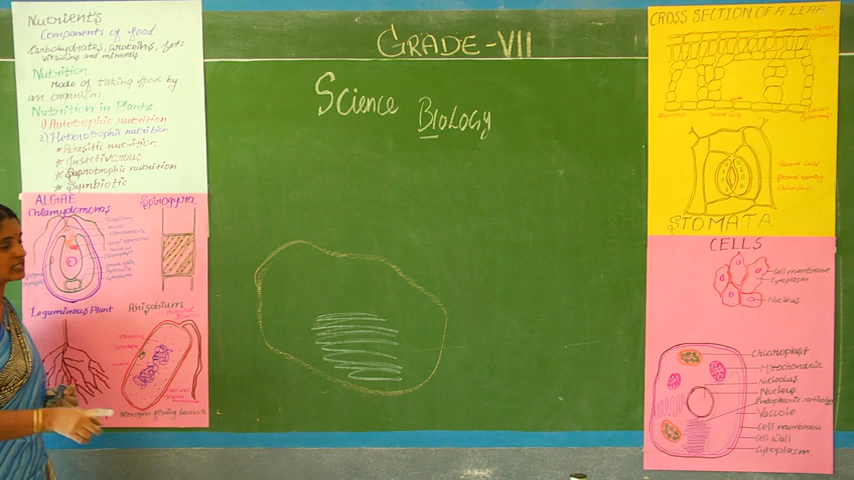 Nutrients
Components of food
Carbohydrates, proteins, fats
vitamins and minerals
Nutrition
Mode of taking food by
an organism
Nutrition in Plants
1) Autotrophic nutrition
2) Heterotrophic nutrition
* Parasitic nutrition
* Insectivorous
* Saprotrophic nutrition
* Symbiotic
ALGAE
Chlamydomonas
Spirogyra
Leguminous Plant
Rhizobium
Nitrogen fixing bacteria
GRADE-VII
Science
Biology
CROSS SECTION OF A LEAF
Guard cells
STOMATA
CELLS
Cell membrane
Cytoplasm
Nucleus
Chloroplast
Mitochondria
Nucleolus
Nucleus
Endoplasmic reticulum
Vacuole
Cell membrane
Cell Wall
Cytoplasm